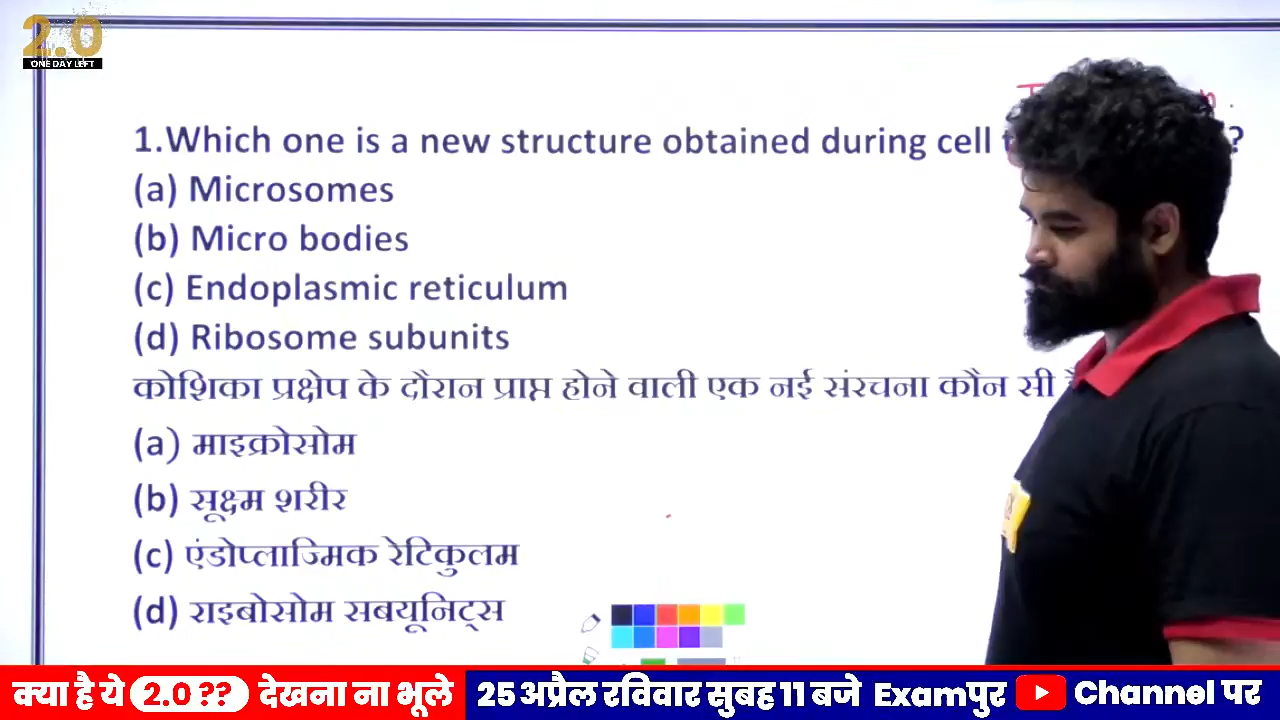 2.0
ONE DAY LEFT
1.Which one is a new structure obtained during cell ?
(a) Microsomes
(b) Micro bodies
(c) Endoplasmic reticulum
(d) Ribosome subunits
कोशिका प्रक्षेप के दौरान प्राप्त होने वाली एक नई संरचना कौन सी
(a) माइक्रोसोम
(b) सूक्ष्म शरीर
(c) एंडोप्लाज्मिक रेटिकुलम
(d) राइबोसोम सबयूनिट्स
क्या है ये 2.0 ?? देखना ना भूले 25 अप्रैल रविवार सुबह 11 बजे Examपुर Channel पर